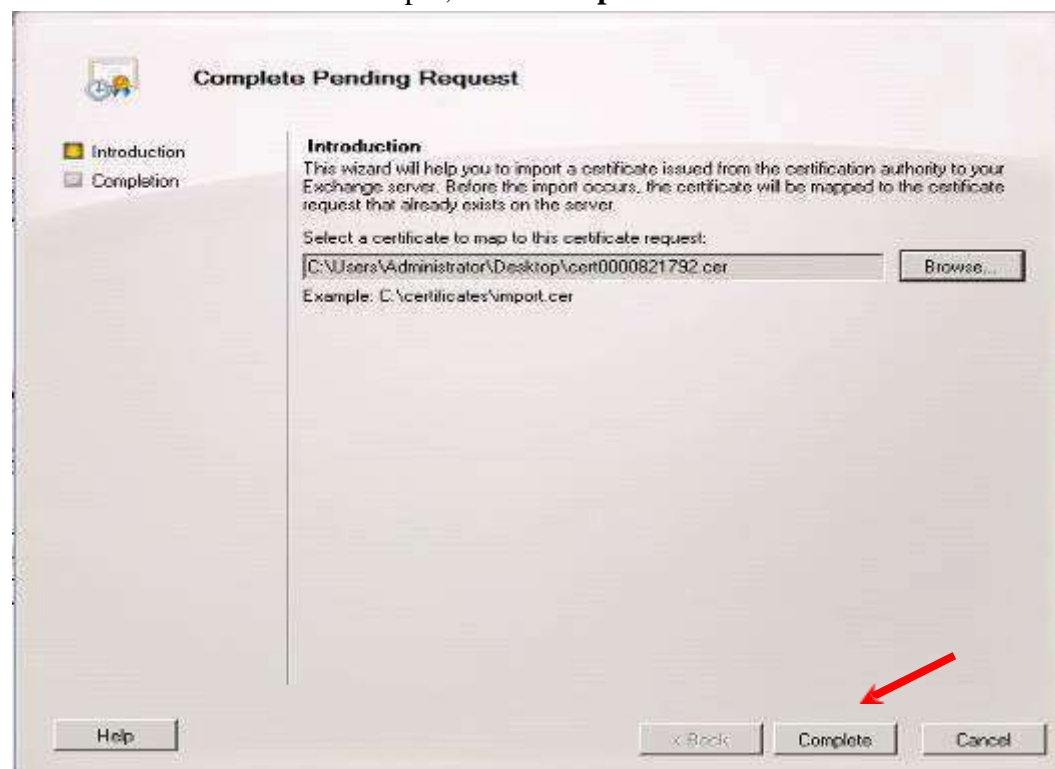 Complete Pending Request
Introduction
Completion
Introduction
This wizard will help you to import a certificate issued from the certification authority to your
Exchange server. Before the import occurs, the certificate will be mapped to the certificate
request that already exists on the server.
Select a certificate to map to this certificate request:
C:\Users\Administrator\Desktop\cert0000821792.cer
Browse...
Example: C:\certificates\import.cer
Help
< Back
Complete
Cancel